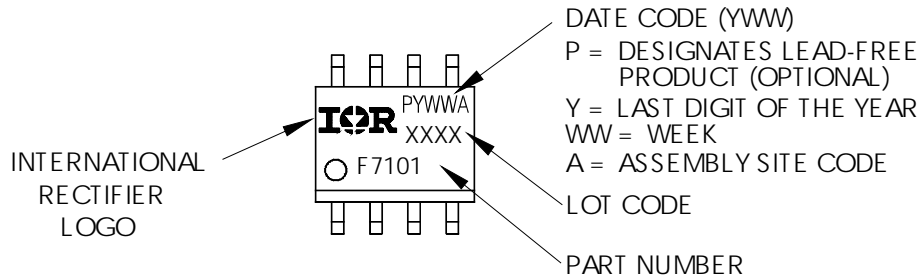 DATE CODE (YWW)
P = DESIGNATES LEAD-FREE
PRODUCT (OPTIONAL)
Y = LAST DIGIT OF THE YEAR
WW = WEEK
A = ASSEMBLY SITE CODE
LOT CODE
PART NUMBER
INTERNATIONAL
RECTIFIER
LOGO
IOR
PYWWA
XXXX
F7101